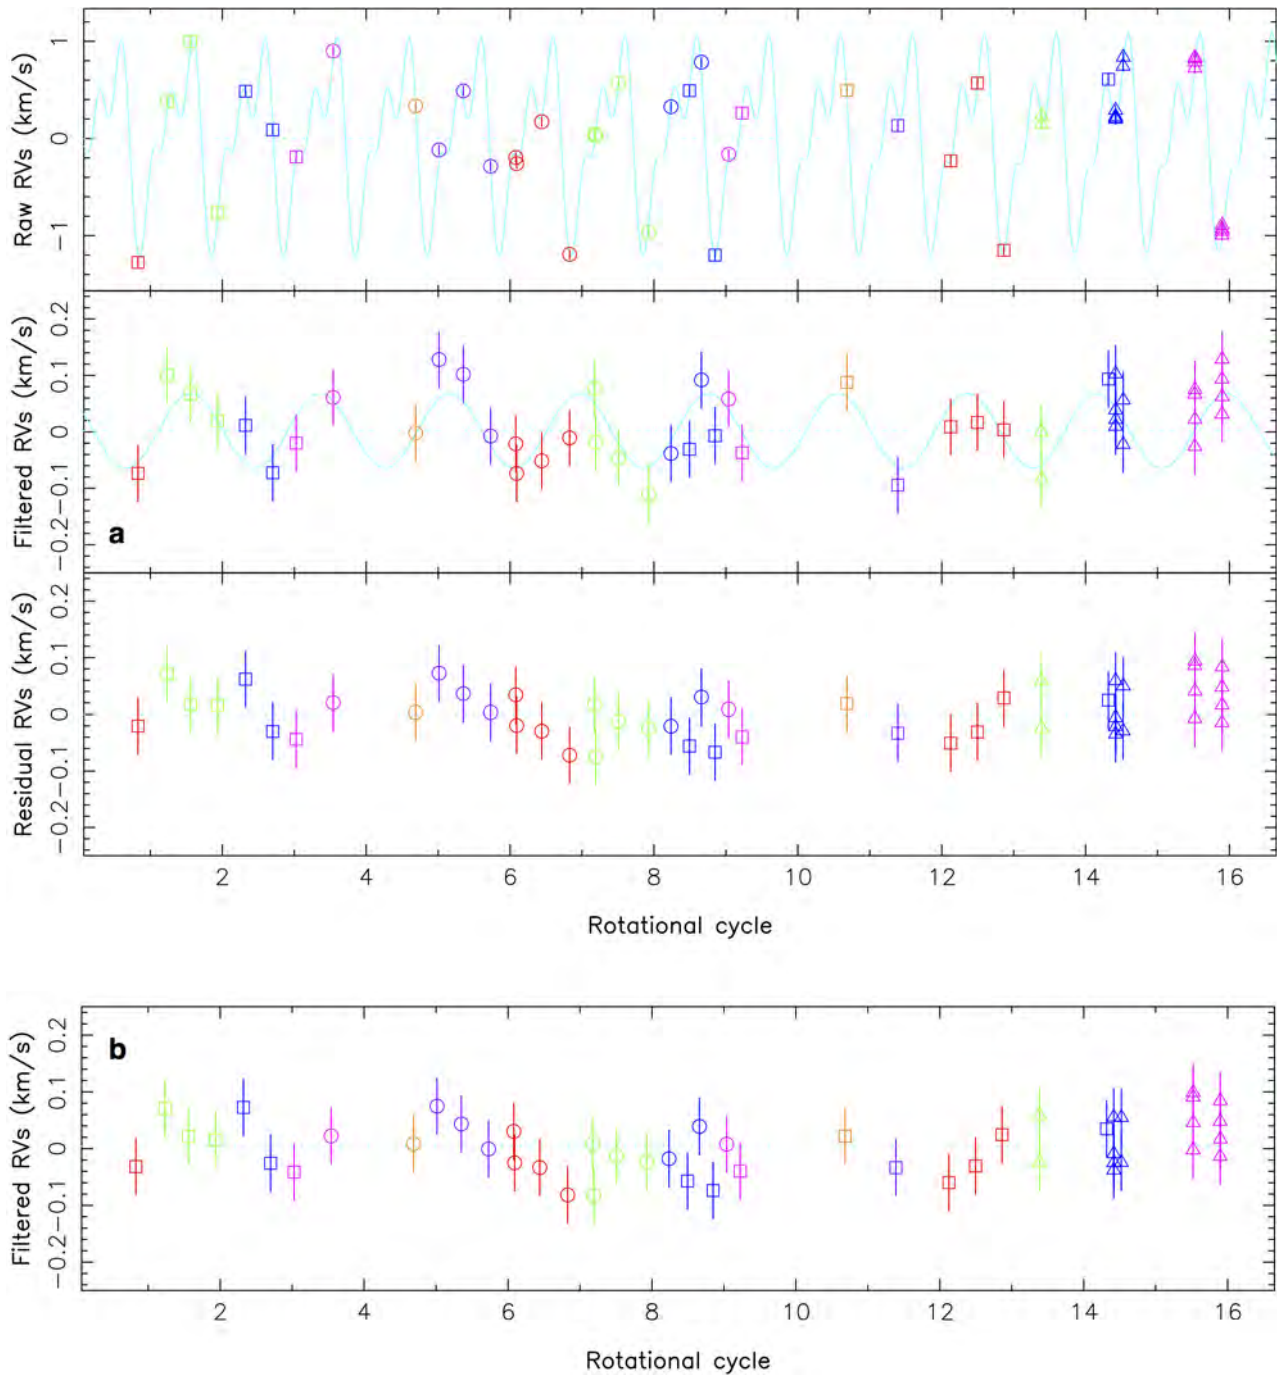 Raw RVs (km/s)
1
0
−1
Filtered RVs (km/s)
0.2
0.1
0
−0.1
−0.2
a
Residual RVs (km/s)
0.2
0.1
0
−0.1
−0.2
2 4 6 8 10 12 14 16
Rotational cycle
Filtered RVs (km/s)
0.2
0.1
0
−0.1
−0.2
b
2 4 6 8 10 12 14 16
Rotational cycle